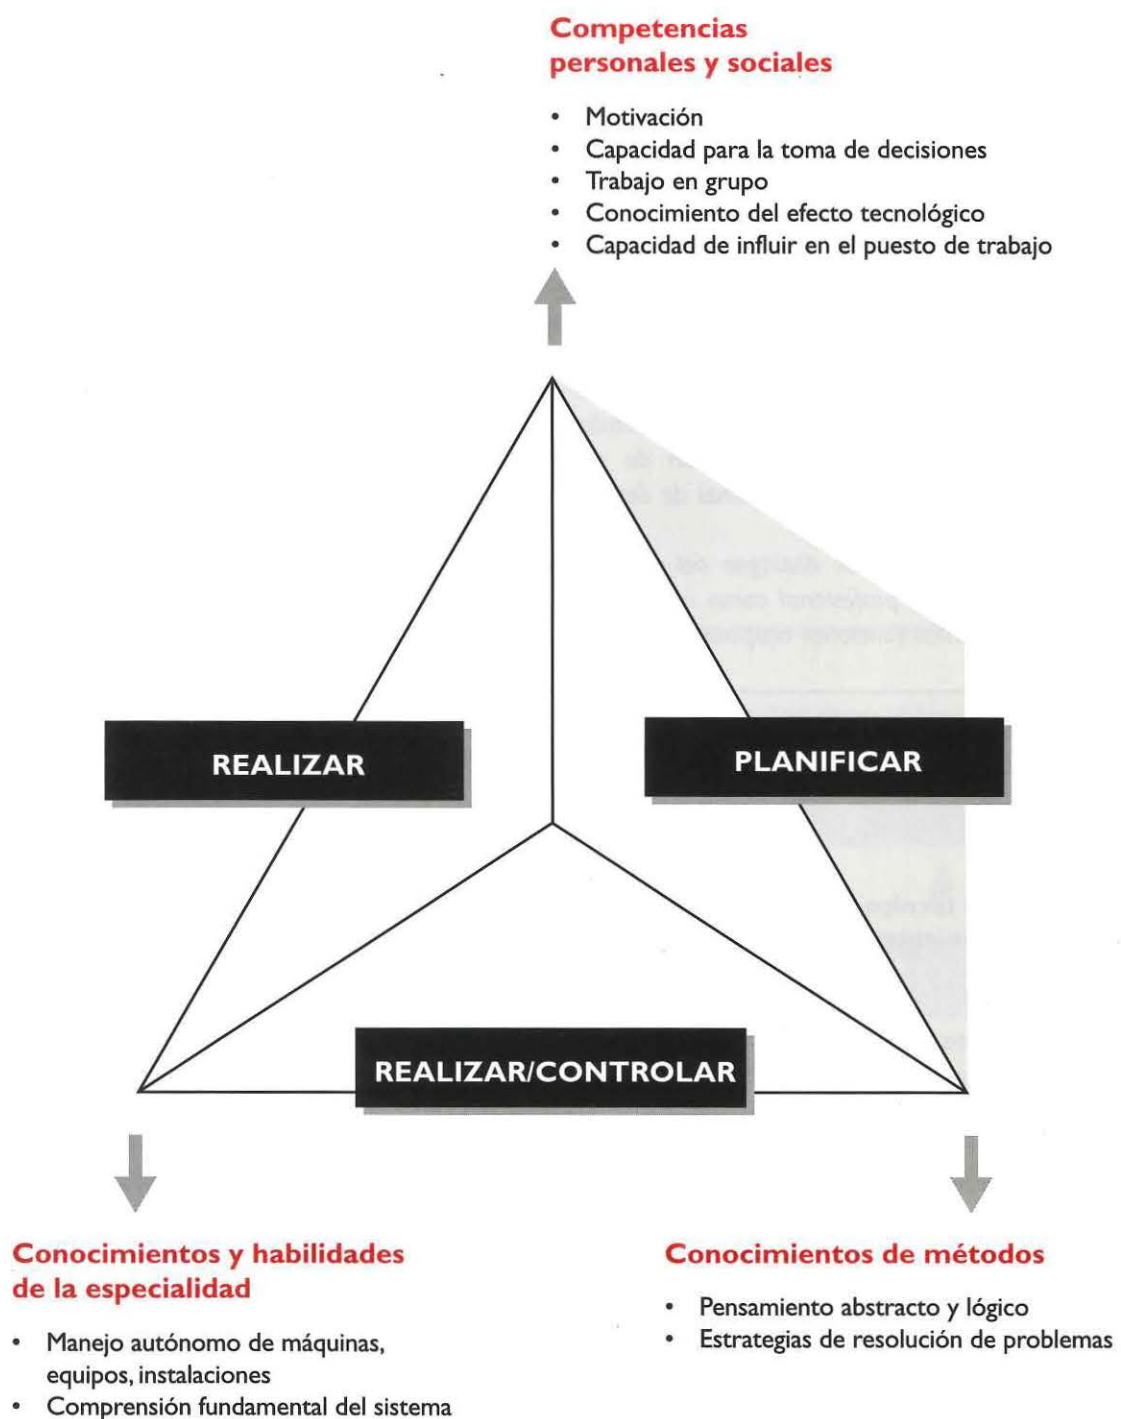 Competencias
personales y sociales
• Motivación
• Capacidad para la toma de decisiones
• Trabajo en grupo
• Conocimiento del efecto tecnológico
• Capacidad de influir en el puesto de trabajo
REALIZAR
PLANIFICAR
REALIZAR/CONTROLAR
Conocimientos y habilidades
de la especialidad
• Manejo autónomo de máquinas,
equipos, instalaciones
• Comprensión fundamental del sistema
Conocimientos de métodos
• Pensamiento abstracto y lógico
• Estrategias de resolución de problemas